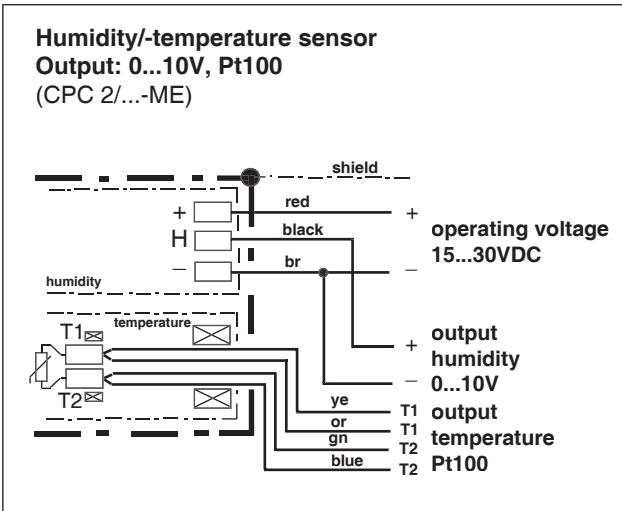 Humidity/-temperature sensor
Output: 0...10V, Pt100
(CPC 2/...-ME)
shield
+ red +
H black
operating voltage
15...30VDC
− br −
humidity
temperature
T1
T2
+ output
humidity
− 0...10V
ye T1 output
or T1
temperature
gn T2
Pt100
blue T2